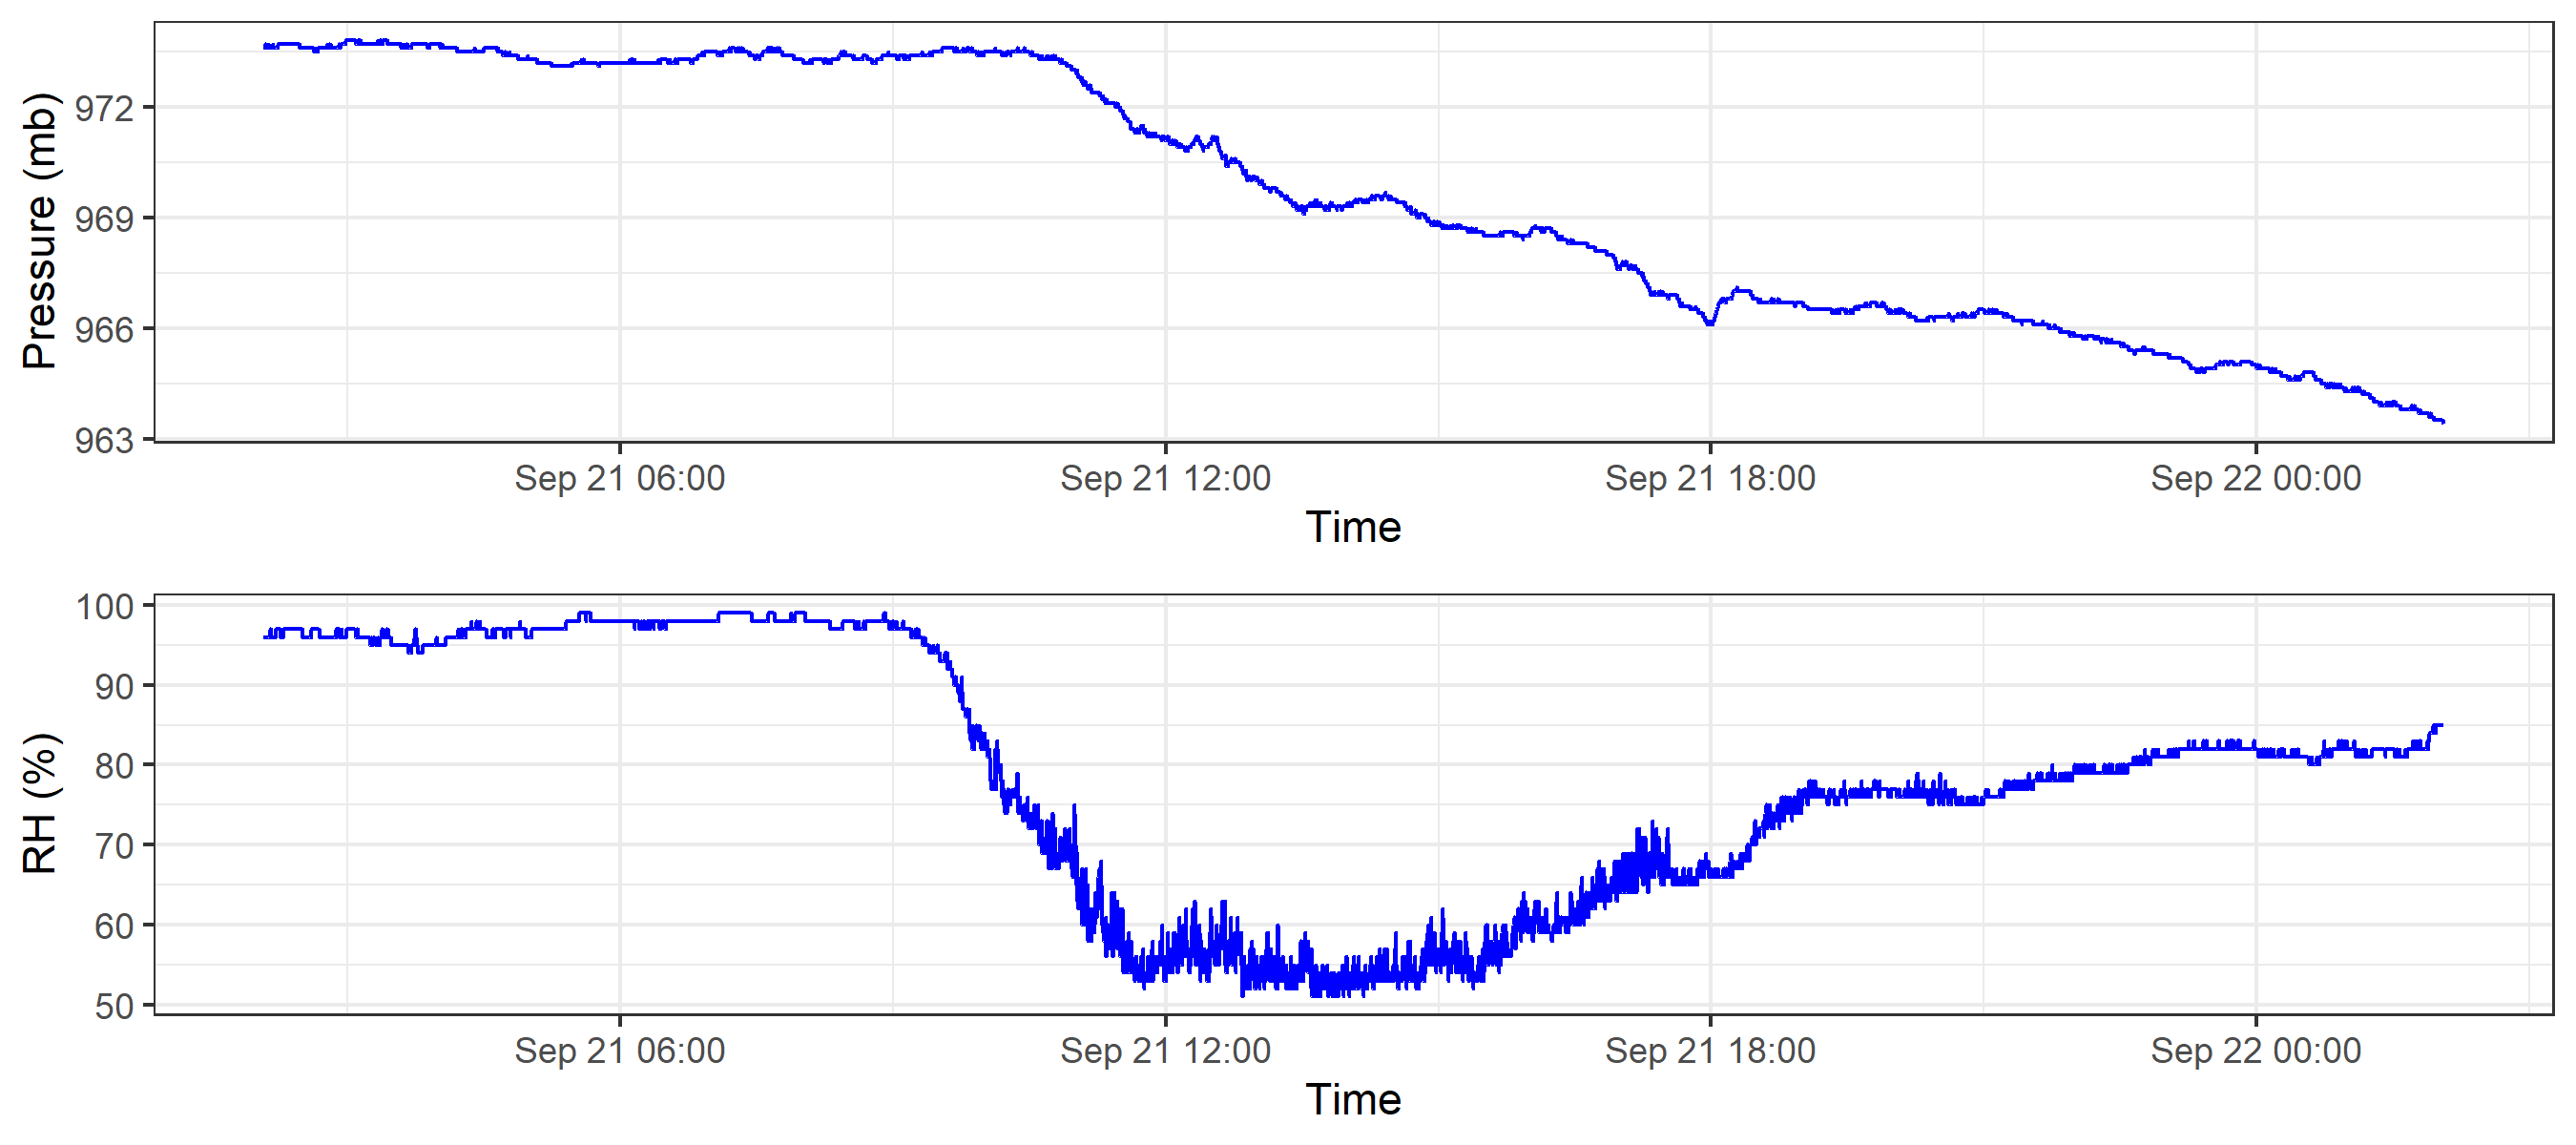 Pressure (mb)
972
969
966
963
Sep 21 06:00
Sep 21 12:00
Sep 21 18:00
Sep 22 00:00
Time
RH (%)
100
90
80
70
60
50
Sep 21 06:00
Sep 21 12:00
Sep 21 18:00
Sep 22 00:00
Time